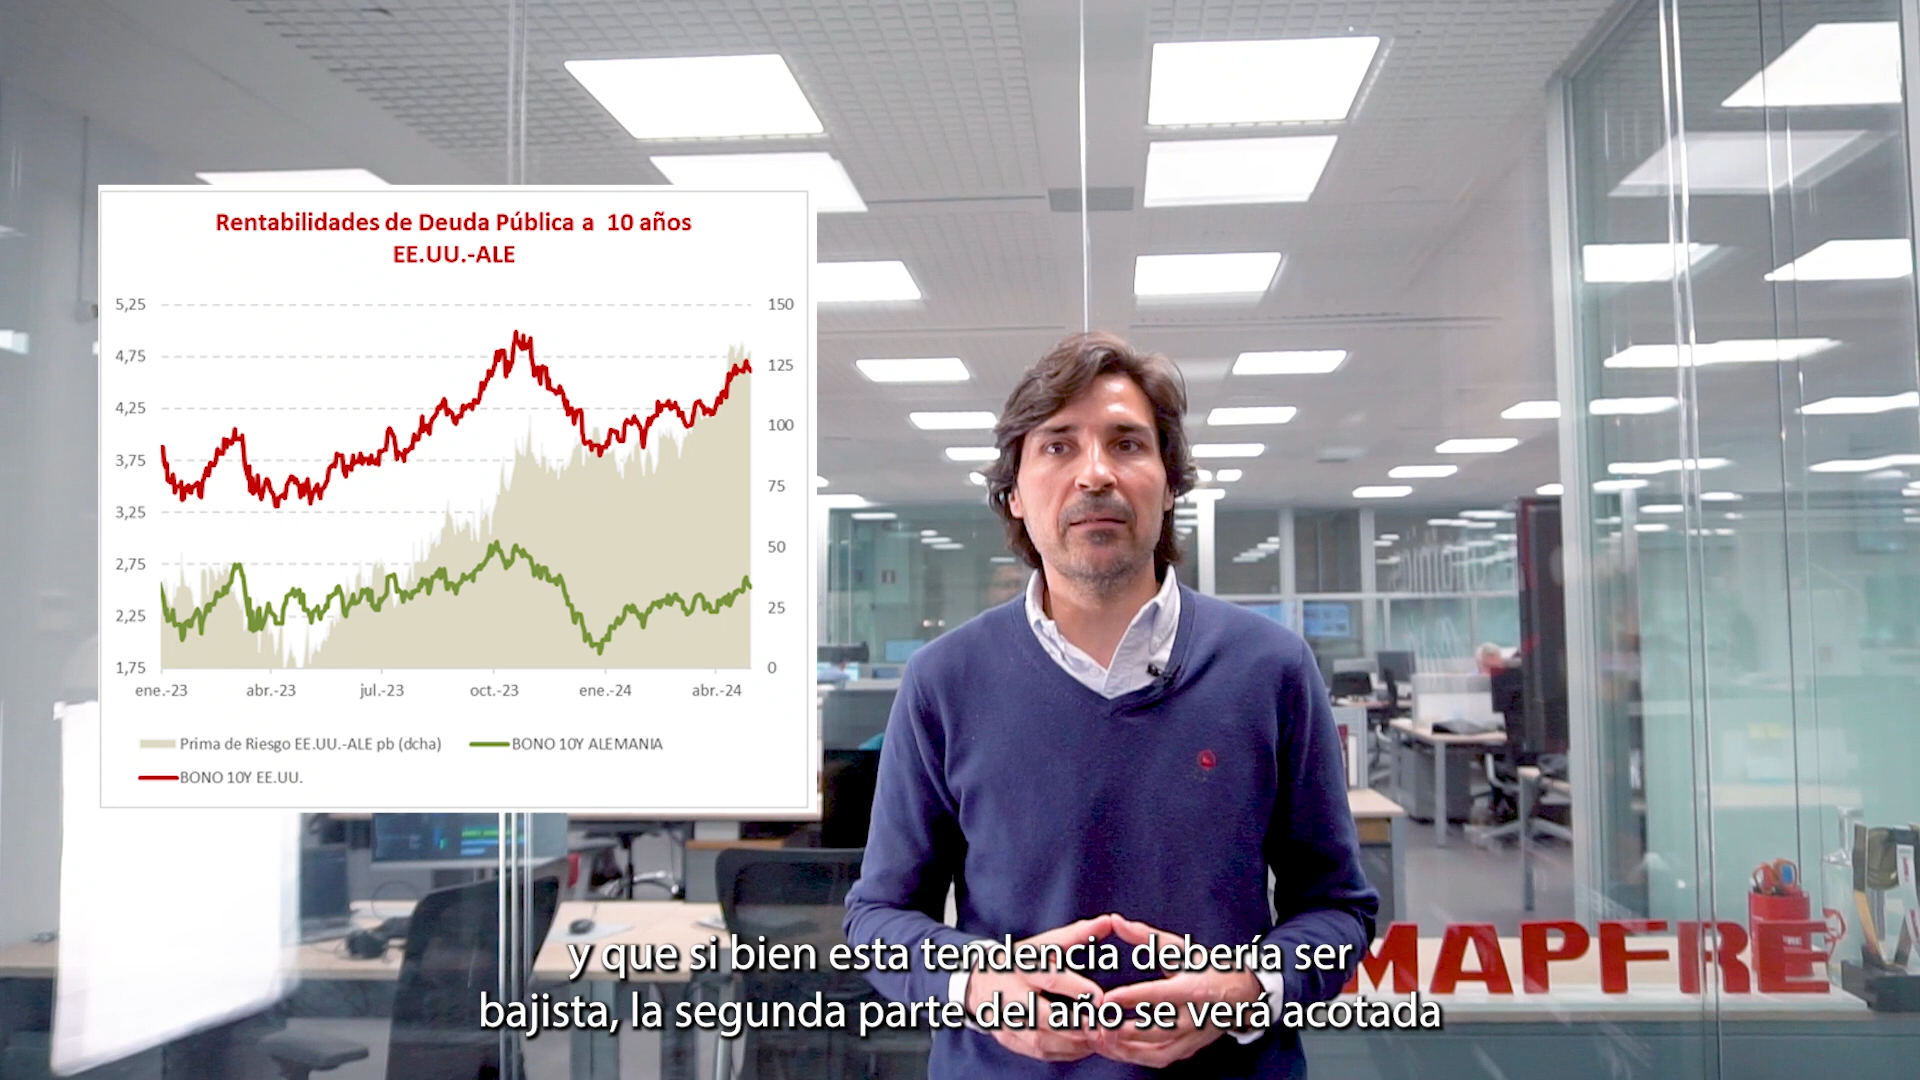 Rentabilidades de Deuda Pública a 10 años
EE.UU.-ALE
5,25
4,75
4,25
3,75
3,25
2,75
2,25
1,75
150
125
100
75
50
25
0
ene.-23
abr.-23
jul.-23
oct.-23
ene.-24
abr.-24
Prima de Riesgo EE.UU.-ALE pb (dcha)
BONO 10Y ALEMANIA
BONO 10Y EE.UU.
MAPFRE
y que si bien esta tendencia debería ser
bajista, la segunda parte del año se verá acotada